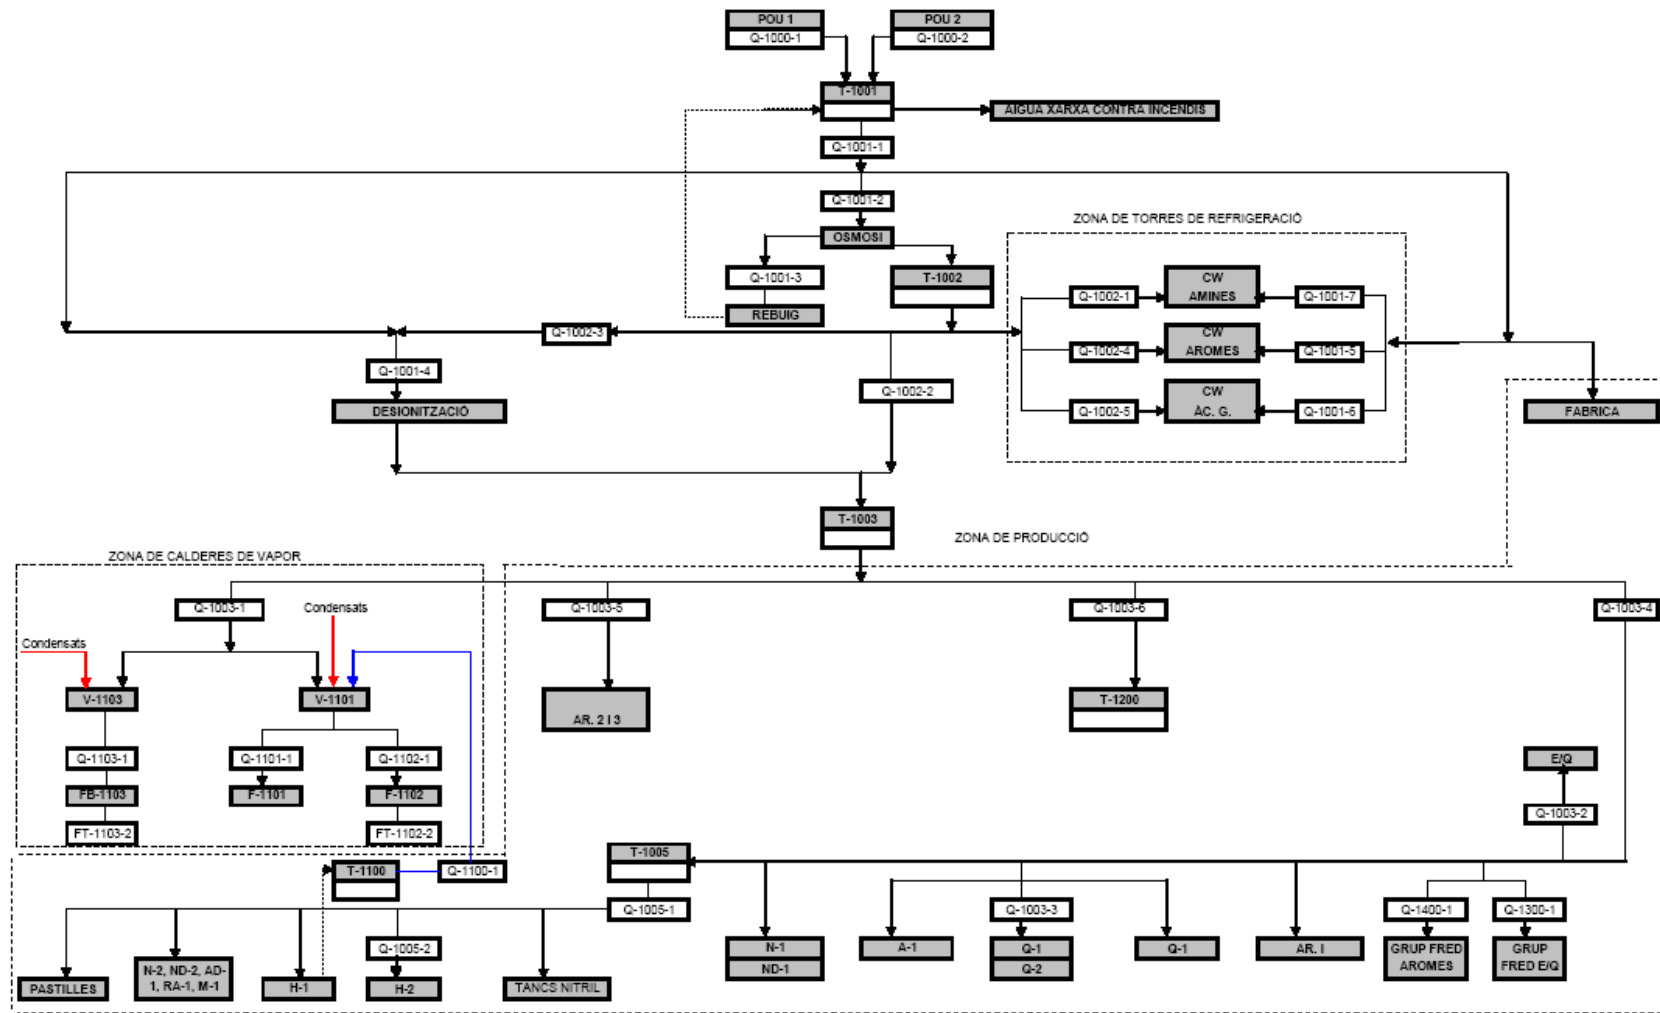 POU 1
POU 2
Q-1000-1
Q-1000-2
T-1001
AIGUA XARXA CONTRA INCENDIS
Q-1001-1
Q-1001-2
ZONA DE TORRES DE REFRIGERACIÓ
OSMOSI
Q-1001-3
T-1002
CW
AMINES
Q-1002-1
Q-1001-7
REBUIG
Q-1002-3
CW
AROMES
Q-1002-4
Q-1001-5
Q-1001-4
Q-1002-2
CW
ÀC. G.
Q-1002-5
Q-1001-6
DESIONITZACIÓ
FABRICA
T-1003
ZONA DE PRODUCCIÓ
ZONA DE CALDERES DE VAPOR
Q-1003-1
Condensats
Q-1003-5
Q-1003-6
Q-1003-4
Condensats
V-1103
V-1101
AR. 2 I 3
T-1200
Q-1103-1
Q-1101-1
Q-1102-1
E/Q
FB-1103
F-1101
F-1102
Q-1003-2
FT-1103-2
FT-1102-2
T-1005
T-1100
Q-1100-1
Q-1005-1
Q-1003-3
Q-1400-1
Q-1300-1
Q-1005-2
N-1
ND-1
A-1
Q-1
Q-2
Q-1
AR. I
GRUP FRED
AROMES
GRUP
FRED E/Q
PASTILLES
N-2, ND-2, AD-
1, RA-1, M-1
H-1
H-2
TANCS NITRIL